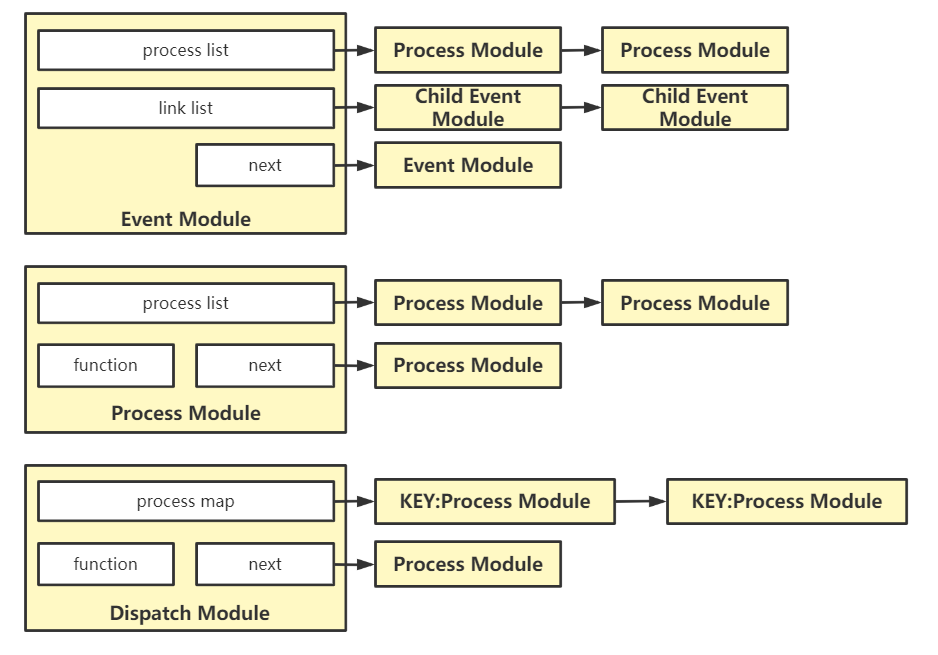 process list
Process Module
Process Module
link list
Child Event
Module
Child Event
Module
next
Event Module
Event Module
process list
Process Module
Process Module
function
next
Process Module
Process Module
process map
KEY:Process Module
KEY:Process Module
function
next
Process Module
Dispatch Module